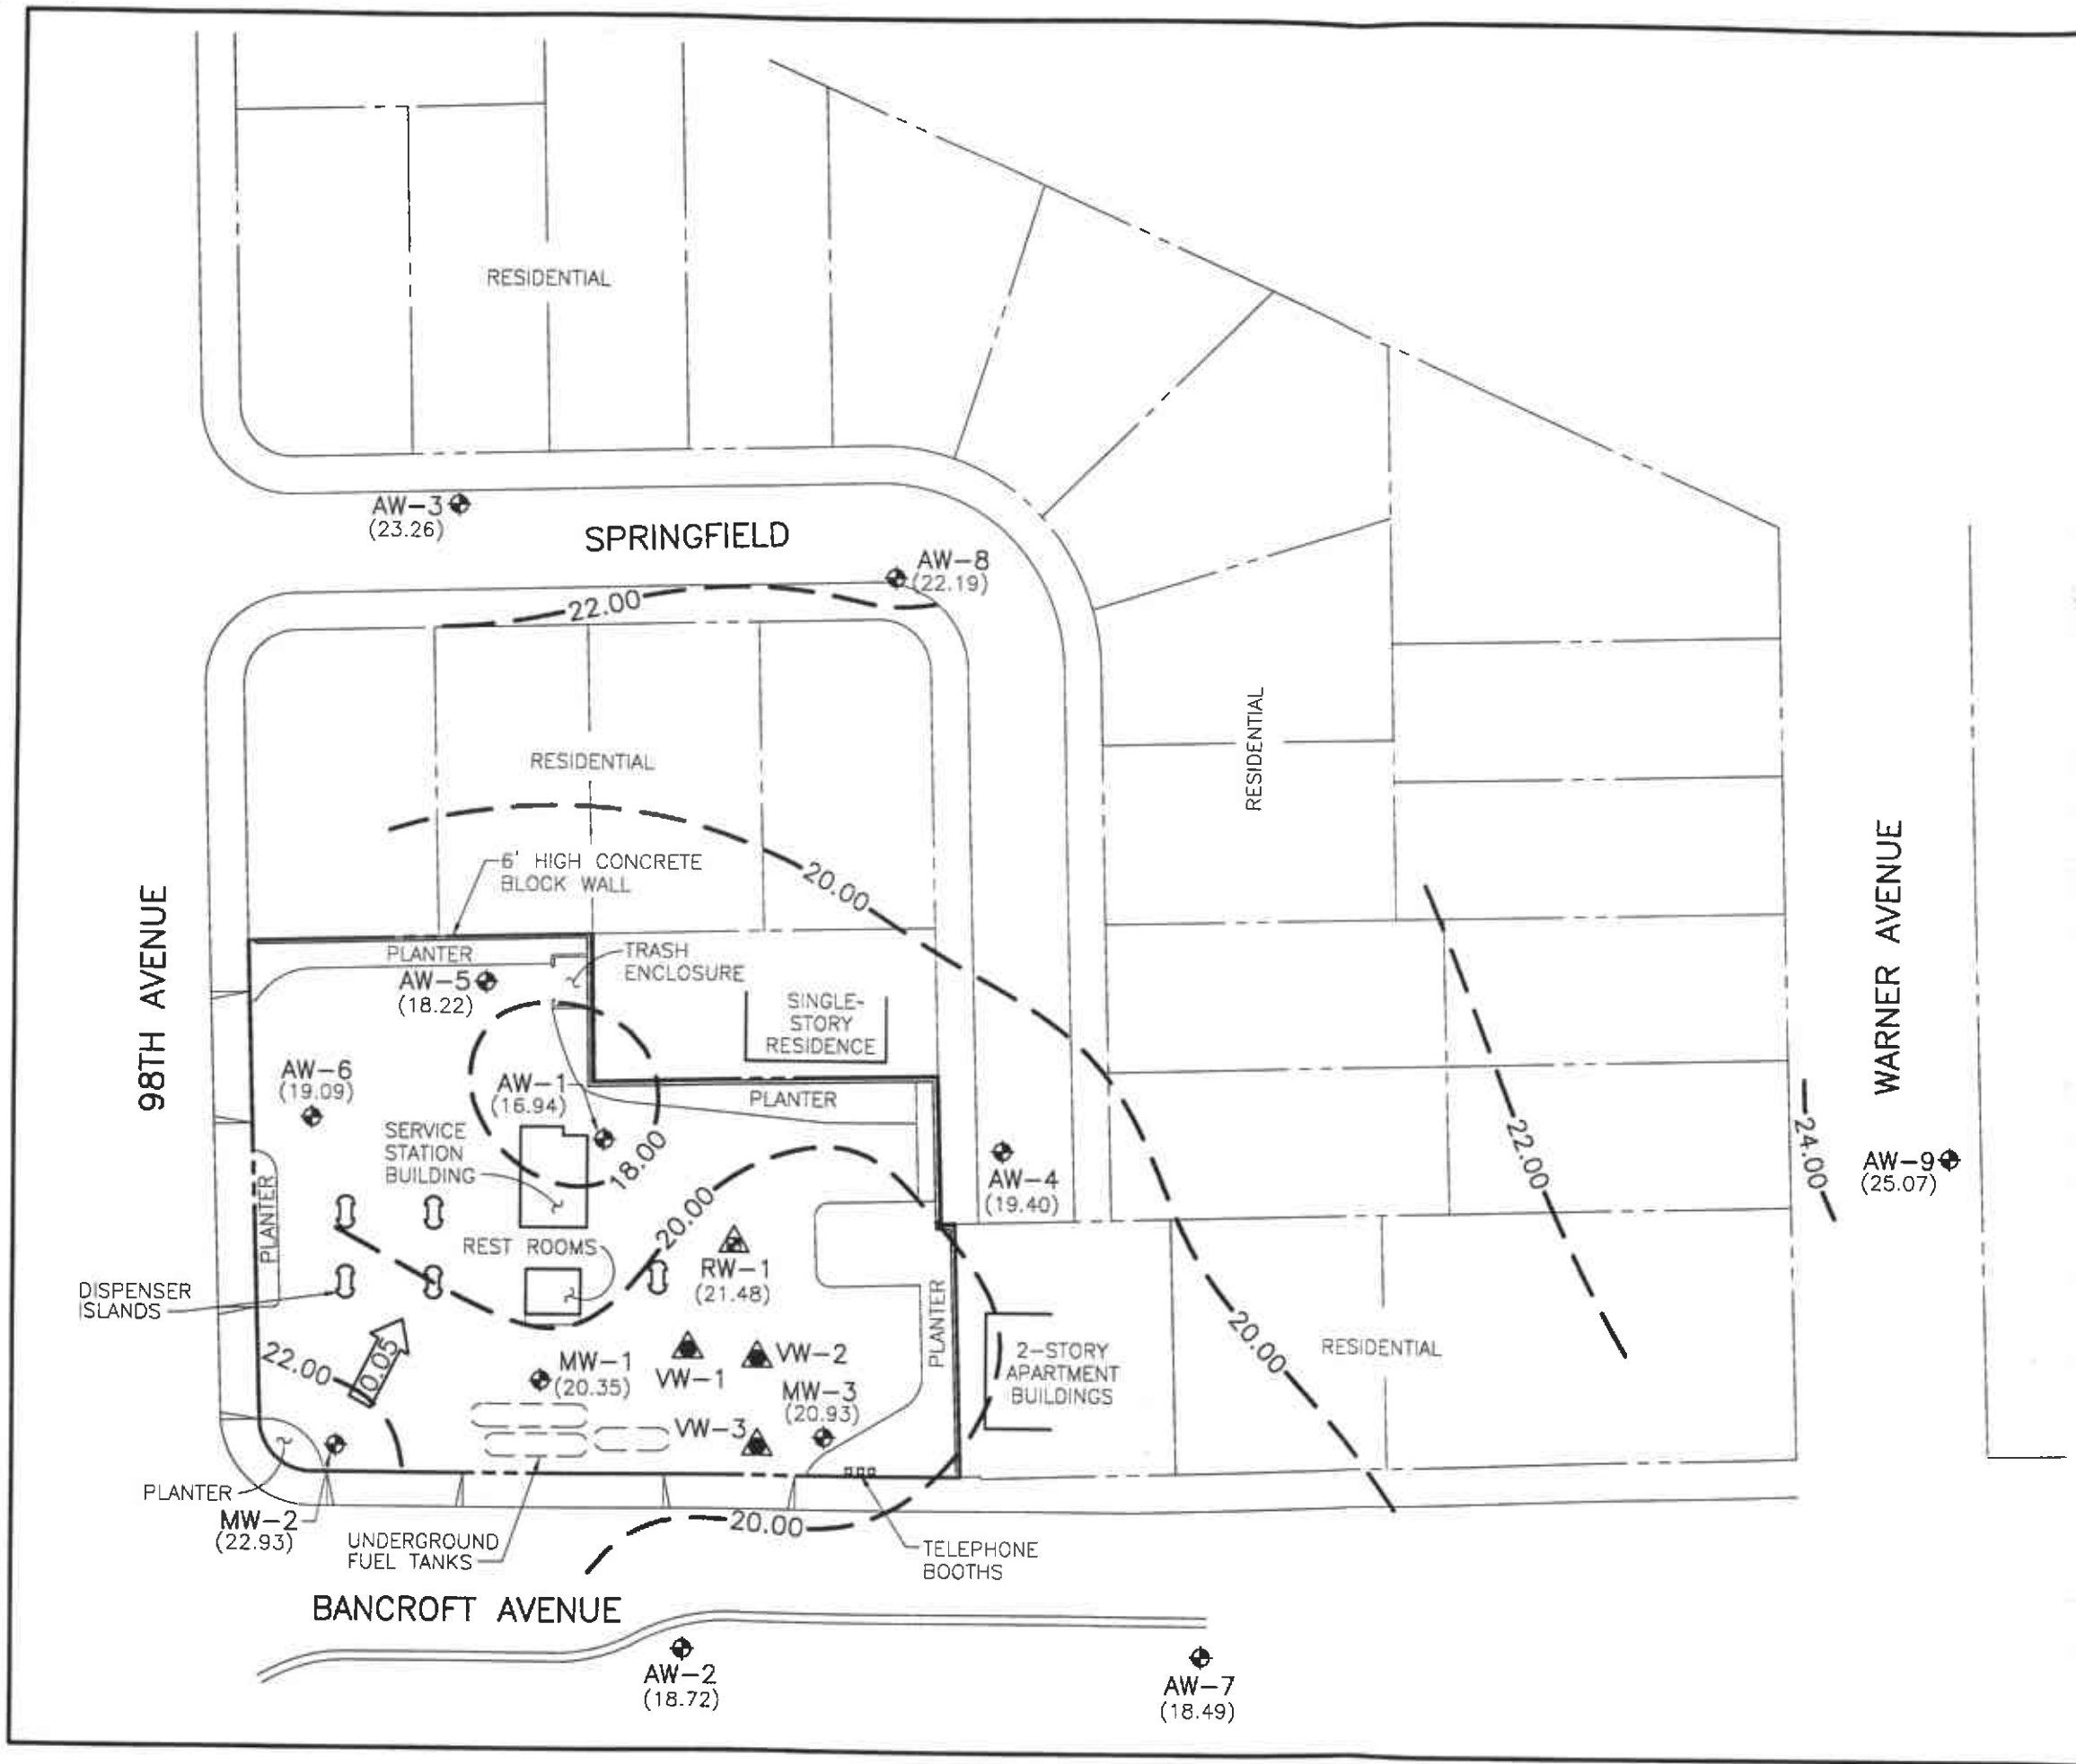 RESIDENTIAL
AW-3
(23.26)
SPRINGFIELD
AW-8
(22.19)
22.00
RESIDENTIAL
RESIDENTIAL
6' HIGH CONCRETE
BLOCK WALL
20.00
98TH AVENUE
WARNER AVENUE
PLANTER
TRASH
ENCLOSURE
AW-5
(18.22)
SINGLE-
STORY
RESIDENCE
AW-6
(19.09)
AW-1
(16.94)
PLANTER
SERVICE
STATION
BUILDING
18.00
22.00
24.00
AW-9
(25.07)
AW-4
(19.40)
PLANTER
20.00
REST ROOMS
RW-1
(21.48)
DISPENSER
ISLANDS
PLANTER
20.00
RESIDENTIAL
22.00
0.05
MW-1
(20.35)
VW-1
VW-2
MW-3
(20.93)
2-STORY
APARTMENT
BUILDINGS
VW-3
PLANTER
MW-2
(22.93)
UNDERGROUND
FUEL TANKS
20.00
TELEPHONE
BOOTHS
BANCROFT AVENUE
AW-2
(18.72)
AW-7
(18.49)